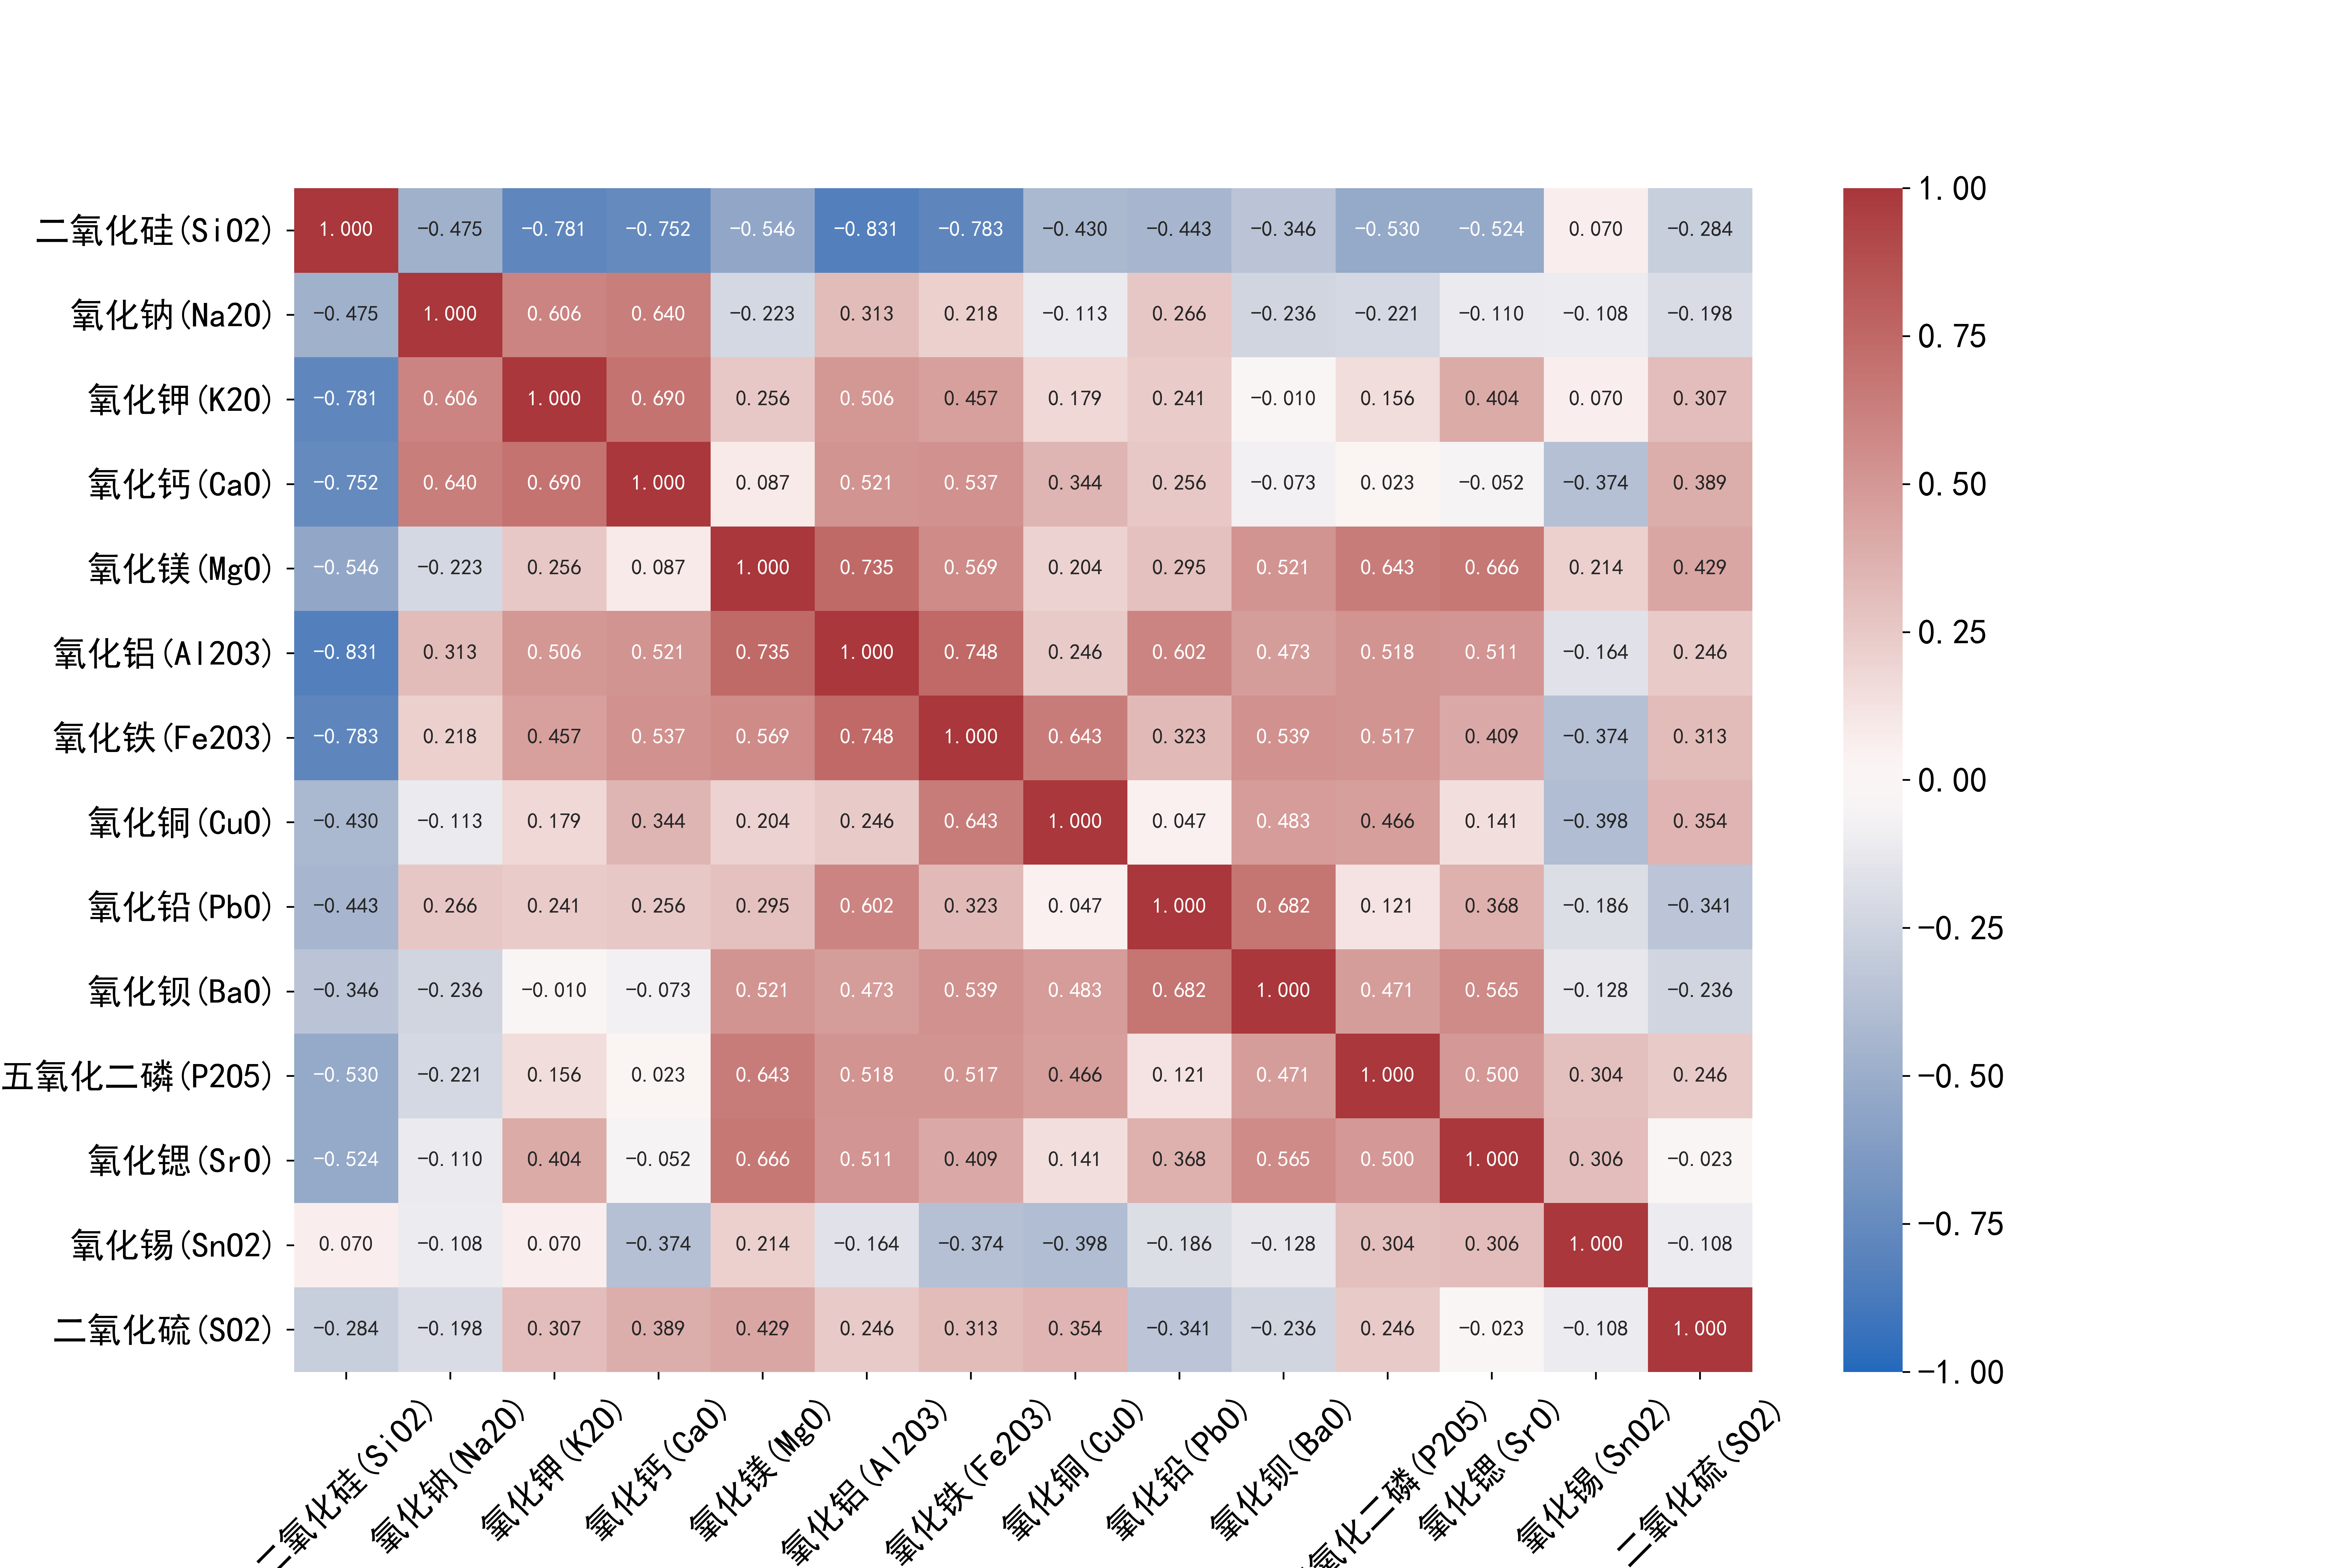 二氧化硅(SiO2) 1.000 −0.475 −0.781 −0.752 −0.546 −0.831 −0.783 −0.430 −0.443 −0.346 −0.530 −0.524 0.070 −0.284
氧化钠(Na2O) −0.475 1.000 0.606 0.640 −0.223 0.313 0.218 −0.113 0.266 −0.236 −0.221 −0.110 −0.108 −0.198
氧化钾(K2O) −0.781 0.606 1.000 0.690 0.256 0.506 0.457 0.179 0.241 −0.010 0.156 0.404 0.070 0.307
氧化钙(CaO) −0.752 0.640 0.690 1.000 0.087 0.521 0.537 0.344 0.256 −0.073 0.023 −0.052 −0.374 0.389
氧化镁(MgO) −0.546 −0.223 0.256 0.087 1.000 0.735 0.569 0.204 0.295 0.521 0.643 0.666 0.214 0.429
氧化铝(Al2O3) −0.831 0.313 0.506 0.521 0.735 1.000 0.748 0.246 0.602 0.473 0.518 0.511 −0.164 0.246
氧化铁(Fe2O3) −0.783 0.218 0.457 0.537 0.569 0.748 1.000 0.643 0.323 0.539 0.517 0.409 −0.374 0.313
氧化铜(CuO) −0.430 −0.113 0.179 0.344 0.204 0.246 0.643 1.000 0.047 0.483 0.466 0.141 −0.398 0.354
氧化铅(PbO) −0.443 0.266 0.241 0.256 0.295 0.602 0.323 0.047 1.000 0.682 0.121 0.368 −0.186 −0.341
氧化钡(BaO) −0.346 −0.236 −0.010 −0.073 0.521 0.473 0.539 0.483 0.682 1.000 0.471 0.565 −0.128 −0.236
五氧化二磷(P2O5) −0.530 −0.221 0.156 0.023 0.643 0.518 0.517 0.466 0.121 0.471 1.000 0.500 0.304 0.246
氧化锶(SrO) −0.524 −0.110 0.404 −0.052 0.666 0.511 0.409 0.141 0.368 0.565 0.500 1.000 0.306 −0.023
氧化锡(SnO2) 0.070 −0.108 0.070 −0.374 0.214 −0.164 −0.374 −0.398 −0.186 −0.128 0.304 0.306 1.000 −0.108
二氧化硫(SO2) −0.284 −0.198 0.307 0.389 0.429 0.246 0.313 0.354 −0.341 −0.236 0.246 −0.023 −0.108 1.000
二氧化硅(SiO2)
氧化钠(Na2O)
氧化钾(K2O)
氧化钙(CaO)
氧化镁(MgO)
氧化铝(Al2O3)
氧化铁(Fe2O3)
氧化铜(CuO)
氧化铅(PbO)
氧化钡(BaO)
氧化二磷(P2O5)
氧化锶(SrO)
氧化锡(SnO2)
二氧化硫(SO2)
1.00
0.75
0.50
0.25
0.00
−0.25
−0.50
−0.75
−1.00